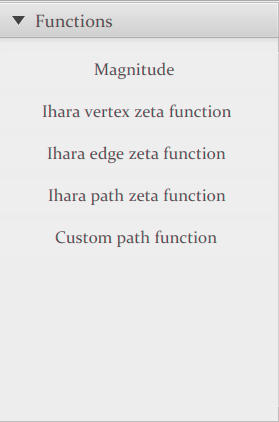 Functions
Magnitude
Ihara vertex zeta function
Ihara edge zeta function
Ihara path zeta function
Custom path function